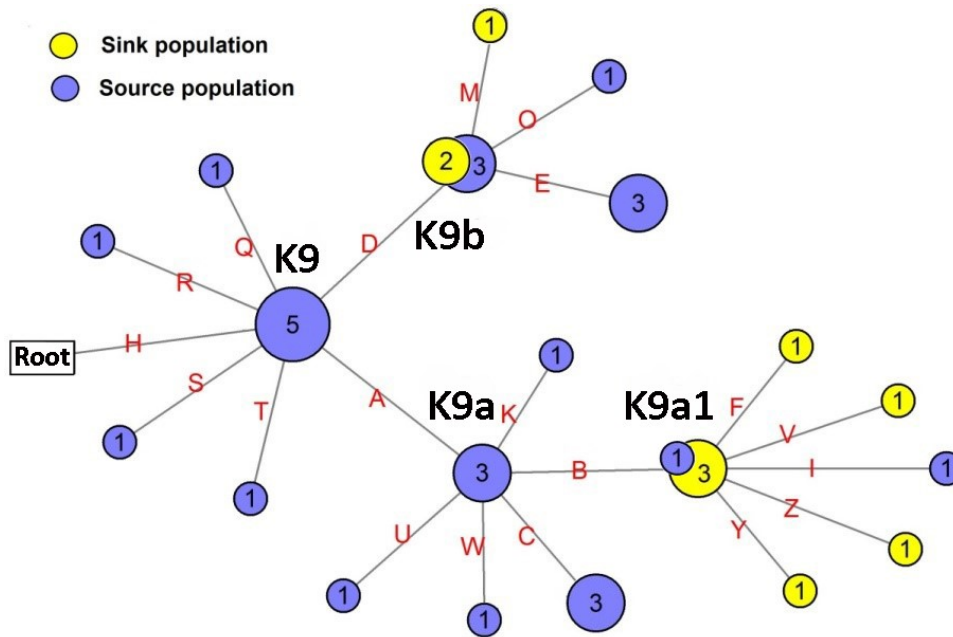 Sink population
Source population
1
M
1
O
2
3
E
3
1
Q
D
K9b
1
R
K9
5
H
Root
S
1
T
1
A
K9a
1
K
3
B
U
1
W
1
C
3
K9a1
1
3
F
1
V
1
I
1
Z
1
Y
1